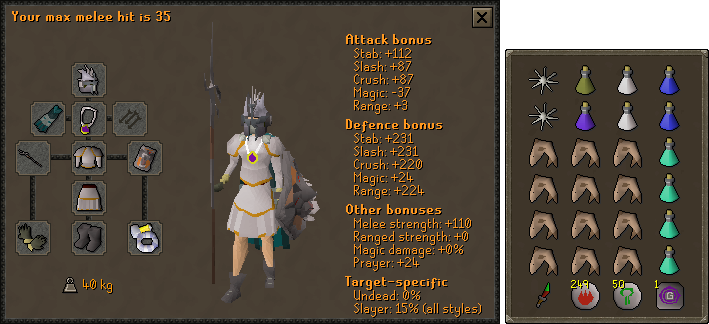 Your max melee hit is 35
Attack bonus
Stab: +112
Slash: +87
Crush: +87
Magic: -37
Range: +3
Defence bonus
Stab: +231
Slash: +231
Crush: +220
Magic: +24
Range: +224
Other bonuses
Melee strength: +110
Ranged strength: +0
Magic damage: +0%
Prayer: +24
Target-specific
Undead: 0%
Slayer: 15% (all styles)
40 kg
249
50
1